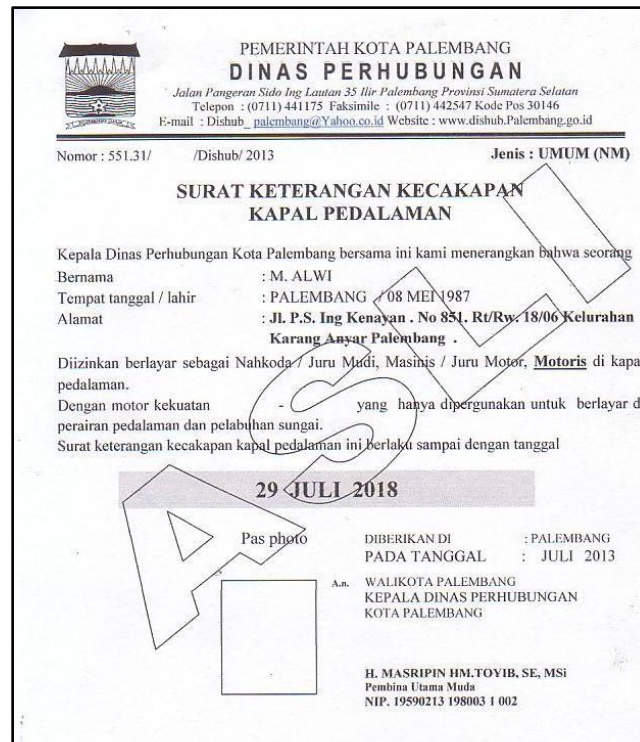 PEMERINTAH KOTA PALEMBANG
DINAS PERHUBUNGAN
Jalan Pangeran Sido Ing Lautan 35 Ilir Palembang Provinsi Sumatera Selatan
Telepon : (0711) 441175 Faksimile : (0711) 442547 Kode Pos 30146
E-mail : Dishub_ palembang@Yahoo.co.id Website : www.dishub.Palembang.go.id
Nomor : 551.31/ /Dishub/ 2013 Jenis : UMUM (NM)
SURAT KETERANGAN KECAKAPAN
KAPAL PEDALAMAN
Kepala Dinas Perhubungan Kota Palembang bersama ini kami menerangkan bahwa seorang
Bernama : M. ALWI
Tempat tanggal / lahir : PALEMBANG / 08 MEI 1987
Alamat : Jl. P.S. Ing Kenayan . No 851. Rt/Rw. 18/06 Kelurahan
Karang Anyar Palembang .
Diizinkan berlayar sebagai Nahkoda / Juru Mudi, Masinis / Juru Motor, Motoris di kapa
pedalaman.
Dengan motor kekuatan - yang hanya dipergunakan untuk berlayar d
perairan pedalaman dan pelabuhan sungai.
Surat keterangan kecakapan kapal pedalaman ini berlaku sampai dengan tanggal
29 JULI 2018
ASLI
Pas photo
DIBERIKAN DI : PALEMBANG
PADA TANGGAL : JULI 2013
A.n. WALIKOTA PALEMBANG
KEPALA DINAS PERHUBUNGAN
KOTA PALEMBANG
H. MASRIPIN HM.TOYIB, SE, MSi
Pembina Utama Muda
NIP. 19590213 198003 1 002